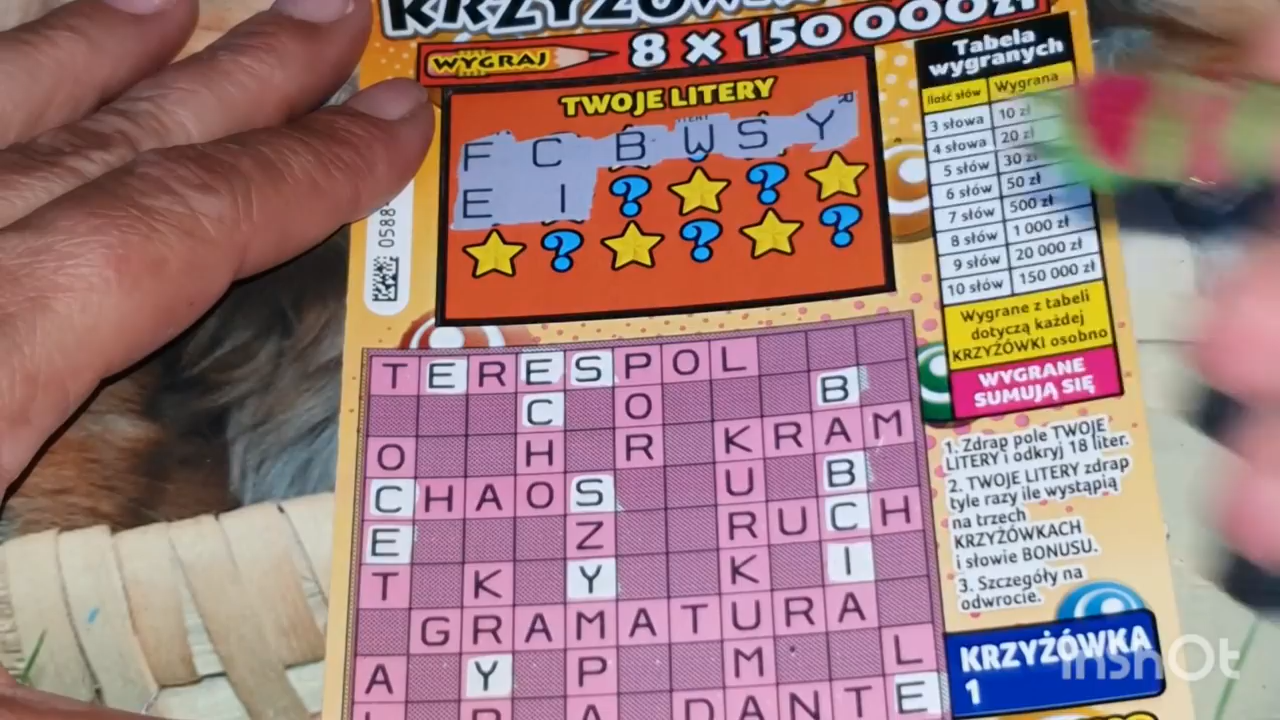 KRZYŻÓWKA
WYGRAJ 8 x 150 000zł
TWOJE LITERY
F C B W S Y
E I
0588
Tabela
wygranych
Ilość słów Wygrana
3 słowa 10 zł
4 słowa 20 zł
5 słów 30 zł
6 słów 50 zł
7 słów 500 zł
8 słów 1 000 zł
9 słów 20 000 zł
10 słów 150 000 zł
Wygrane z tabeli
dotyczą każdej
KRZYŻÓWKI osobno
WYGRANE
SUMUJĄ SIĘ
1. Zdrap pole TWOJE
LITERY i odkryj 18 liter.
2. TWOJE LITERY zdrap
tyle razy ile wystąpią
na trzech
KRZYŻÓWKACH
i słowie BONUSU.
3. Szczegóły na
odwrocie.
KRZYŻÓWKA
1
T E R E S P O L
C O B
O H R K R A M
C H A O S U B
E Z R U C H
T K Y K I
G R A M A T U R A
A Y P M L
A D A N T E
InshOt